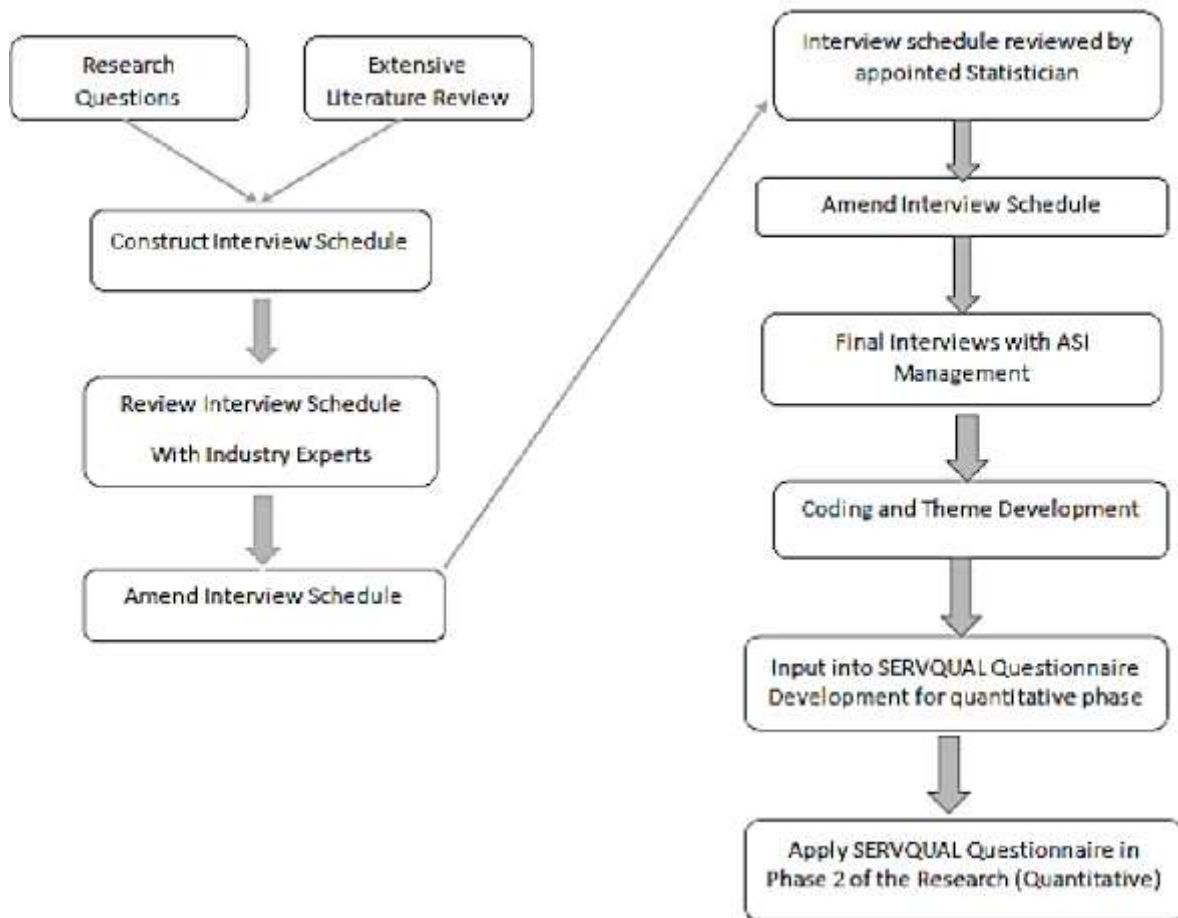 Research
Questions
Extensive
Literature Review
Construct Interview Schedule
Review Interview Schedule
With Industry Experts
Amend Interview Schedule
Interview schedule reviewed by
appointed Statistician
Amend Interview Schedule
Final Interviews with ASI
Management
Coding and Theme Development
Input into SERVQUAL Questionnaire
Development for quantitative phase
Apply SERVQUAL Questionnaire in
Phase 2 of the Research (Quantitative)